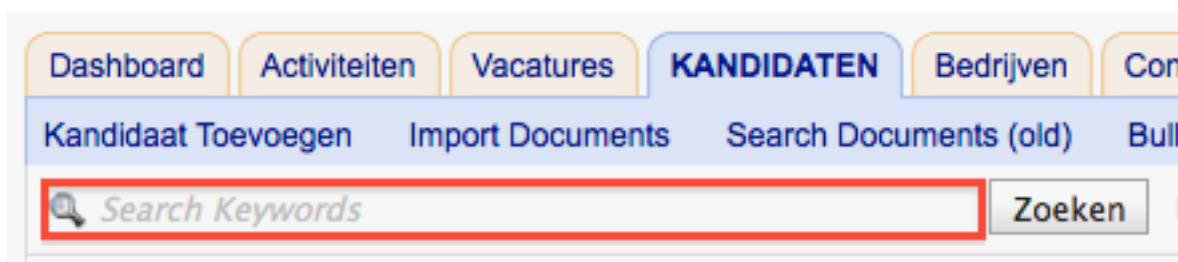 Dashboard Activiteiten Vacatures KANDIDATEN Bedrijven
Kandidaat Toevoegen Import Documents Search Documents (old)
Search Keywords Zoeken